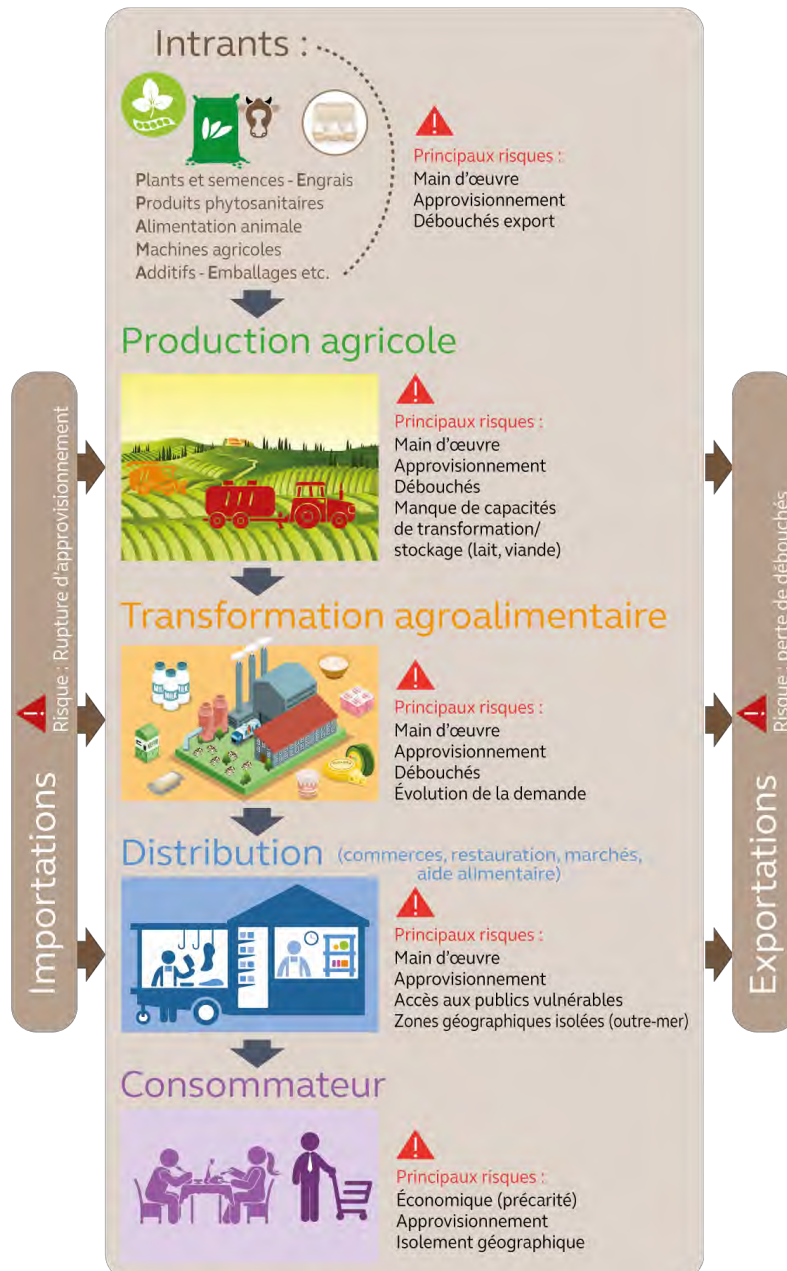 Intrants :
Plants et semences - Engrais
Produits phytosanitaires
Alimentation animale
Machines agricoles
Additifs - Emballages etc.
Principaux risques :
Main d'œuvre
Approvisionnement
Débouchés export
Production agricole
Principaux risques :
Main d'œuvre
Approvisionnement
Débouchés
Manque de capacités
de transformation/
stockage (lait, viande)
Transformation agroalimentaire
Principaux risques :
Main d'œuvre
Approvisionnement
Débouchés
Évolution de la demande
Distribution (commerces, restauration, marchés,
aide alimentaire)
Principaux risques :
Main d'œuvre
Approvisionnement
Accès aux publics vulnérables
Zones géographiques isolées (outre-mer)
Consommateur
Principaux risques :
Économique (précarité)
Approvisionnement
Isolement géographique
Importations
Risque : Rupture d'approvisionnement
Exportations
Risque : perte de débouchés